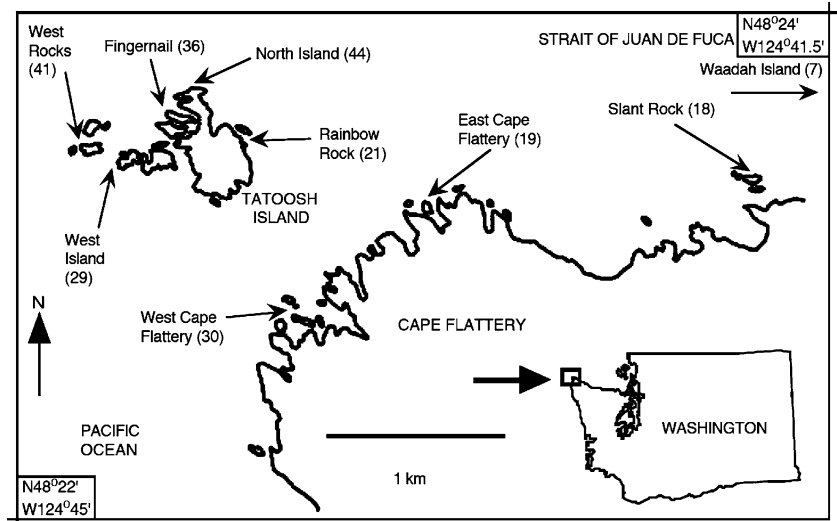 West
Rocks
(41)
Fingernail (36)
North Island (44)
STRAIT OF JUAN DE FUCA
N48°24'
W124°41.5'
Waadah Island (7)
Slant Rock (18)
East Cape
Flattery (19)
Rainbow
Rock (21)
TATOOSH
ISLAND
West
Island
(29)
N
West Cape
Flattery (30)
CAPE FLATTERY
PACIFIC
OCEAN
WASHINGTON
1 km
N48°22'
W124°45'